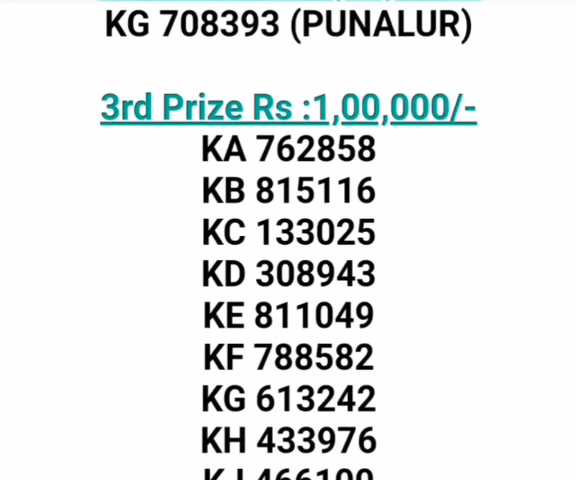 KG 708393 (PUNALUR)
3rd Prize Rs :1,00,000/-
KA 762858
KB 815116
KC 133025
KD 308943
KE 811049
KF 788582
KG 613242
KH 433976